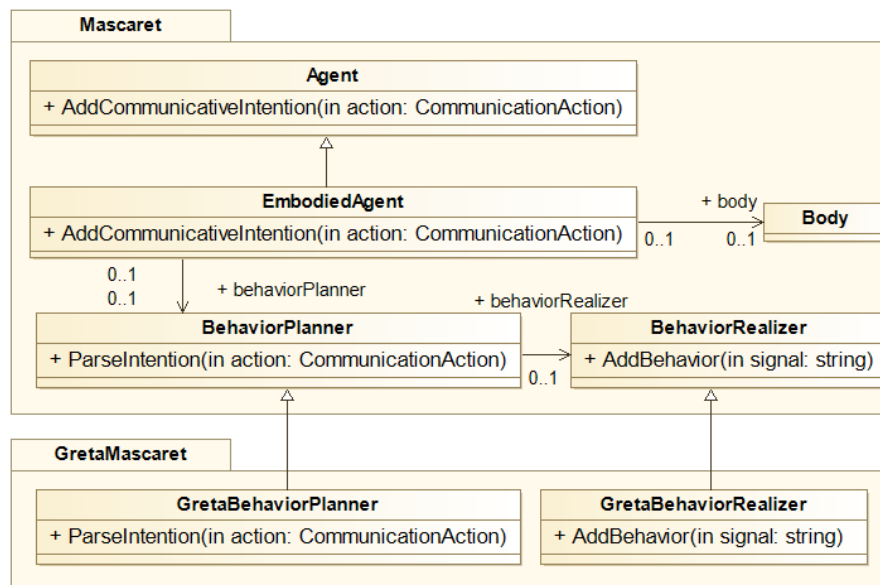 Mascaret
Agent
+ AddCommunicativeIntention(in action: CommunicationAction)
EmbodiedAgent
+ AddCommunicativeIntention(in action: CommunicationAction)
+ body
0..1
0..1
Body
0..1
0..1
+ behaviorPlanner
+ behaviorRealizer
BehaviorPlanner
+ ParseIntention(in action: CommunicationAction)
0..1
BehaviorRealizer
+ AddBehavior(in signal: string)
GretaMascaret
GretaBehaviorPlanner
+ ParseIntention(in action: CommunicationAction)
GretaBehaviorRealizer
+ AddBehavior(in signal: string)